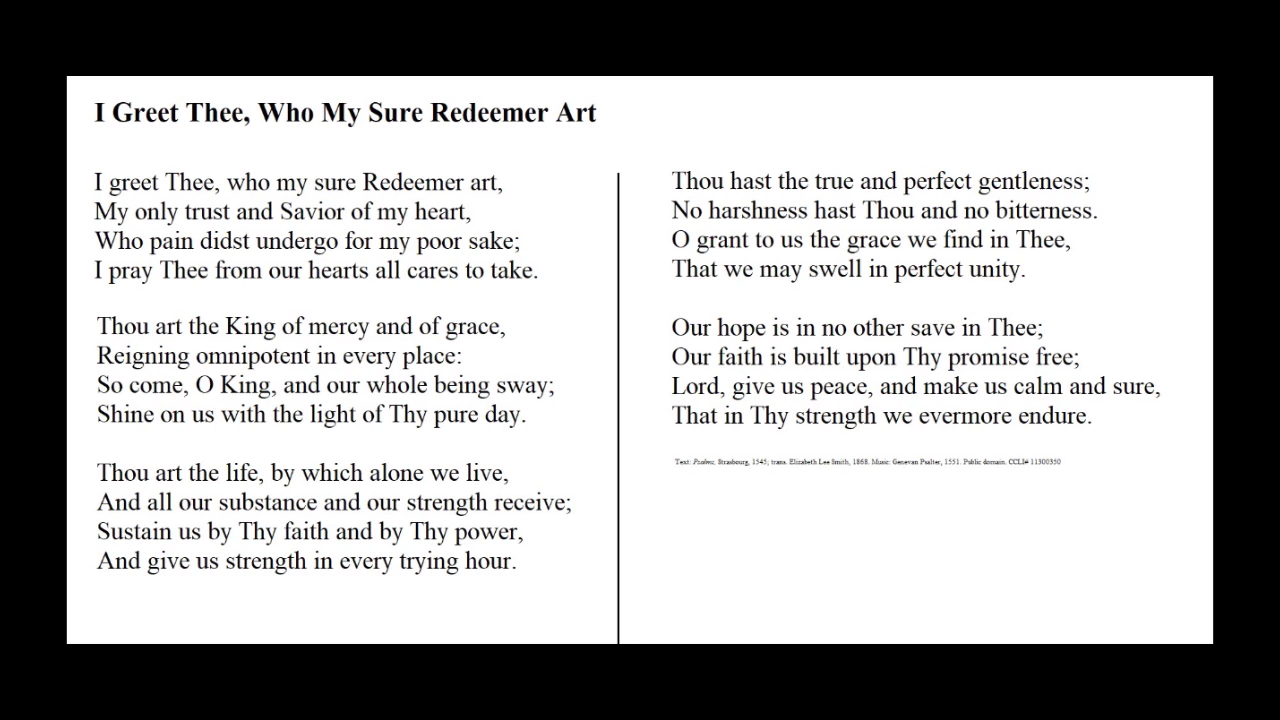 I Greet Thee, Who My Sure Redeemer Art
I greet Thee, who my sure Redeemer art,
My only trust and Savior of my heart,
Who pain didst undergo for my poor sake;
I pray Thee from our hearts all cares to take.
Thou art the King of mercy and of grace,
Reigning omnipotent in every place:
So come, O King, and our whole being sway;
Shine on us with the light of Thy pure day.
Thou art the life, by which alone we live,
And all our substance and our strength receive;
Sustain us by Thy faith and by Thy power,
And give us strength in every trying hour.
Thou hast the true and perfect gentleness;
No harshness hast Thou and no bitterness.
O grant to us the grace we find in Thee,
That we may swell in perfect unity.
Our hope is in no other save in Thee;
Our faith is built upon Thy promise free;
Lord, give us peace, and make us calm and sure,
That in Thy strength we evermore endure.
Text: Psalms, Strasbourg, 1545; trans. Elizabeth Lee Smith, 1868. Music: Genevan Psalter, 1551. Public domain. CCLI# 11300350